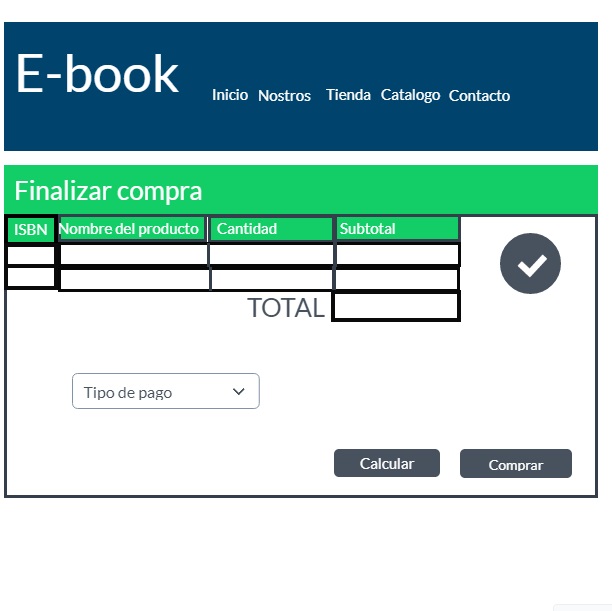 E-book
Inicio Nostros Tienda Catalogo Contacto
Finalizar compra
ISBN Nombre del producto Cantidad Subtotal
TOTAL
Tipo de pago
Calcular Comprar